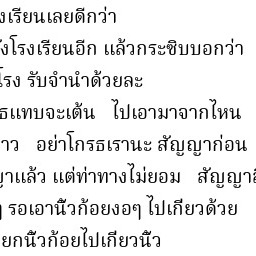 งเรียนเลยดีกว่า
ังโรงเรียนอีก แล้วกระซิบบอกว่า
โรง รับจำนำด้วยละ
ธแทบจะเต้น ไปเอามาจากไหน
าว อย่าโกรธเรานะ สัญญาก่อน
ญาแล้ว แต่ท่าทางไม่ยอม สัญญาสิ
ๆ รอเอานิ้วก้อยงอๆ ไปเกี่ยวด้วย
ยกนิ้วก้อยไปเกี่ยวนิ้ว